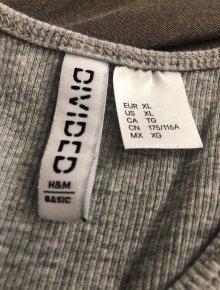 DIVIDED
H&M
BASIC
EUR XL
US XL
CA TG
CN 175/116A
MX XG